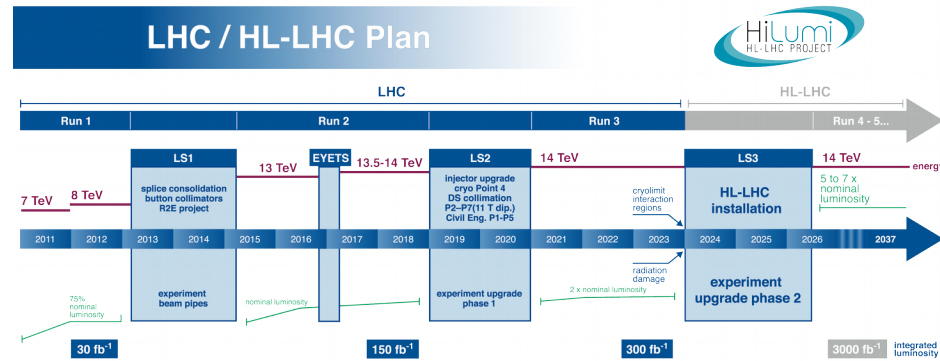 LHC / HL-LHC Plan
HiLumi
HL-LHC PROJECT
LHC
HL-LHC
Run 1
Run 2
Run 3
Run 4 - 5...
LS1
EYETS
LS2
LS3
13 TeV
13.5-14 TeV
14 TeV
14 TeV
energy
7 TeV
8 TeV
splice consolidation
button collimators
R2E project
injector upgrade
cryo Point 4
DS collimation
P2-P7(11 T dip.)
Civil Eng. P1-P5
cryolimit
interaction
regions
HL-LHC
installation
5 to 7 x
nominal
luminosity
2011
2012
2013
2014
2015
2016
2017
2018
2019
2020
2021
2022
2023
2024
2025
2026
2037
75%
nominal
luminosity
experiment
beam pipes
nominal luminosity
experiment upgrade
phase 1
2 x nominal luminosity
radiation
damage
experiment
upgrade phase 2
30 fb-1
150 fb-1
300 fb-1
3000 fb-1
integrated
luminosity